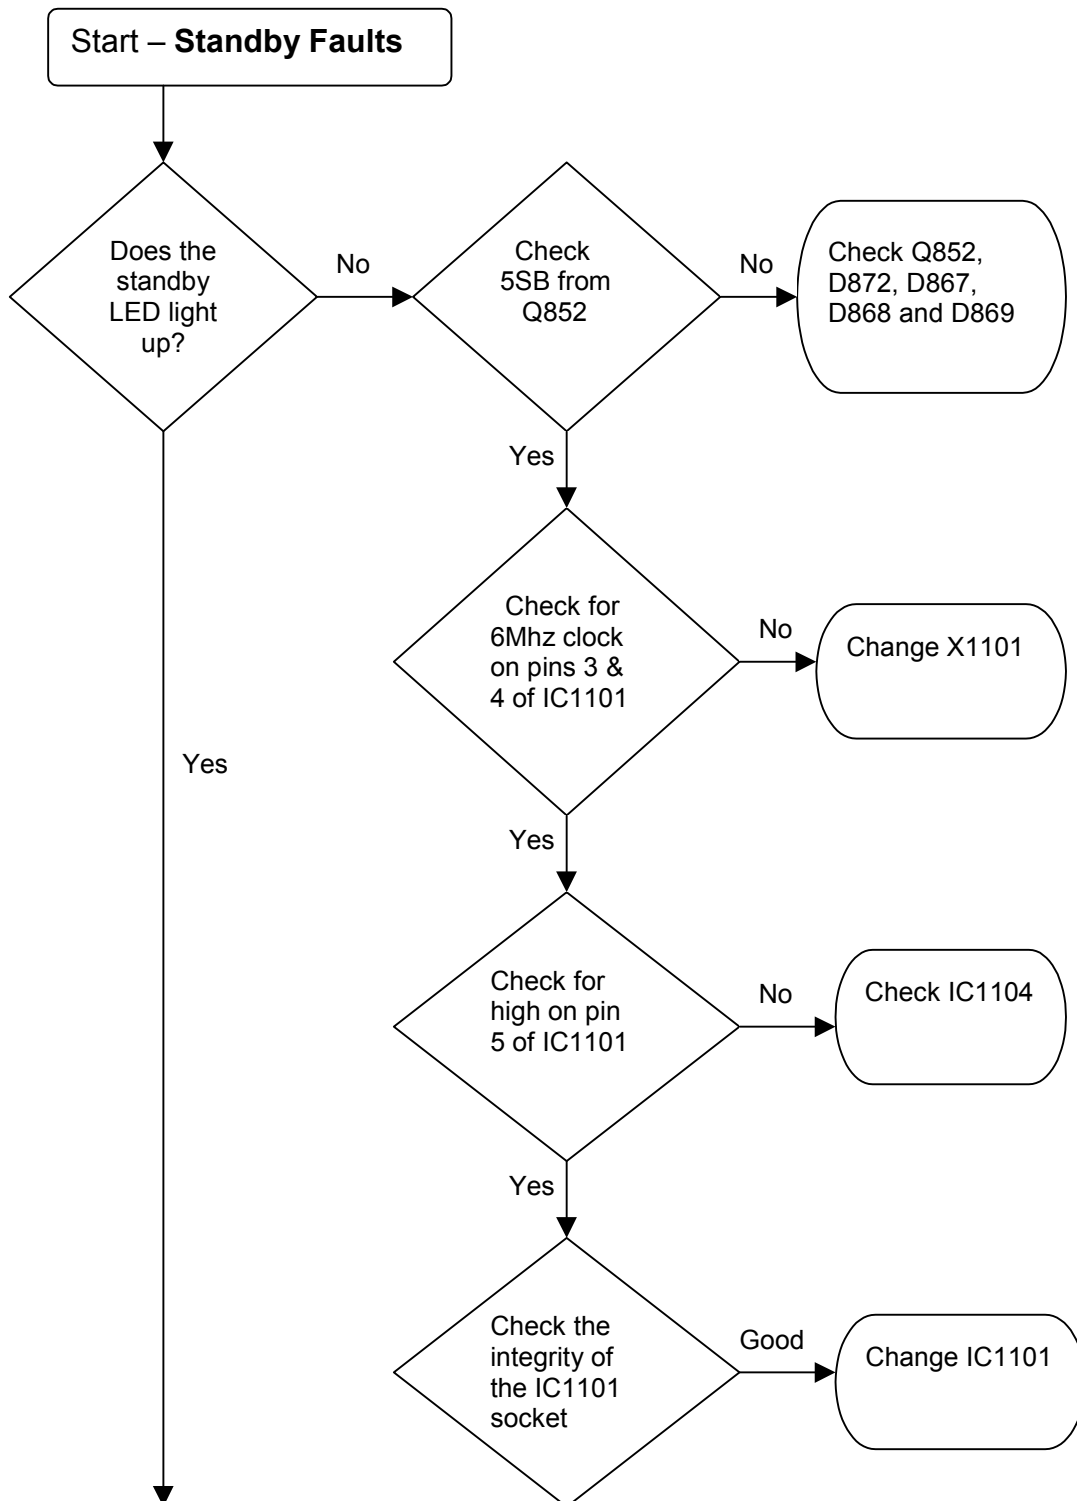 Start – Standby Faults
Does the
standby
LED light
up?
No
Check
5SB from
Q852
No
Check Q852,
D872, D867,
D868 and D869
Yes
Check for
6Mhz clock
on pins 3 &
4 of IC1101
No
Change X1101
Yes
Yes
Check for
high on pin
5 of IC1101
No
Check IC1104
Yes
Check the
integrity of
the IC1101
socket
Good
Change IC1101